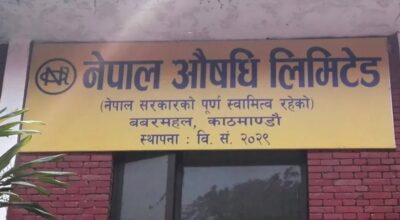 नेपाल औषधि लिमिटेड
(नेपाल सरकारको पूर्ण स्वामित्व रहेको)
बबरमहल, काठमाण्डौ
स्थापना : वि. सं. २०२९